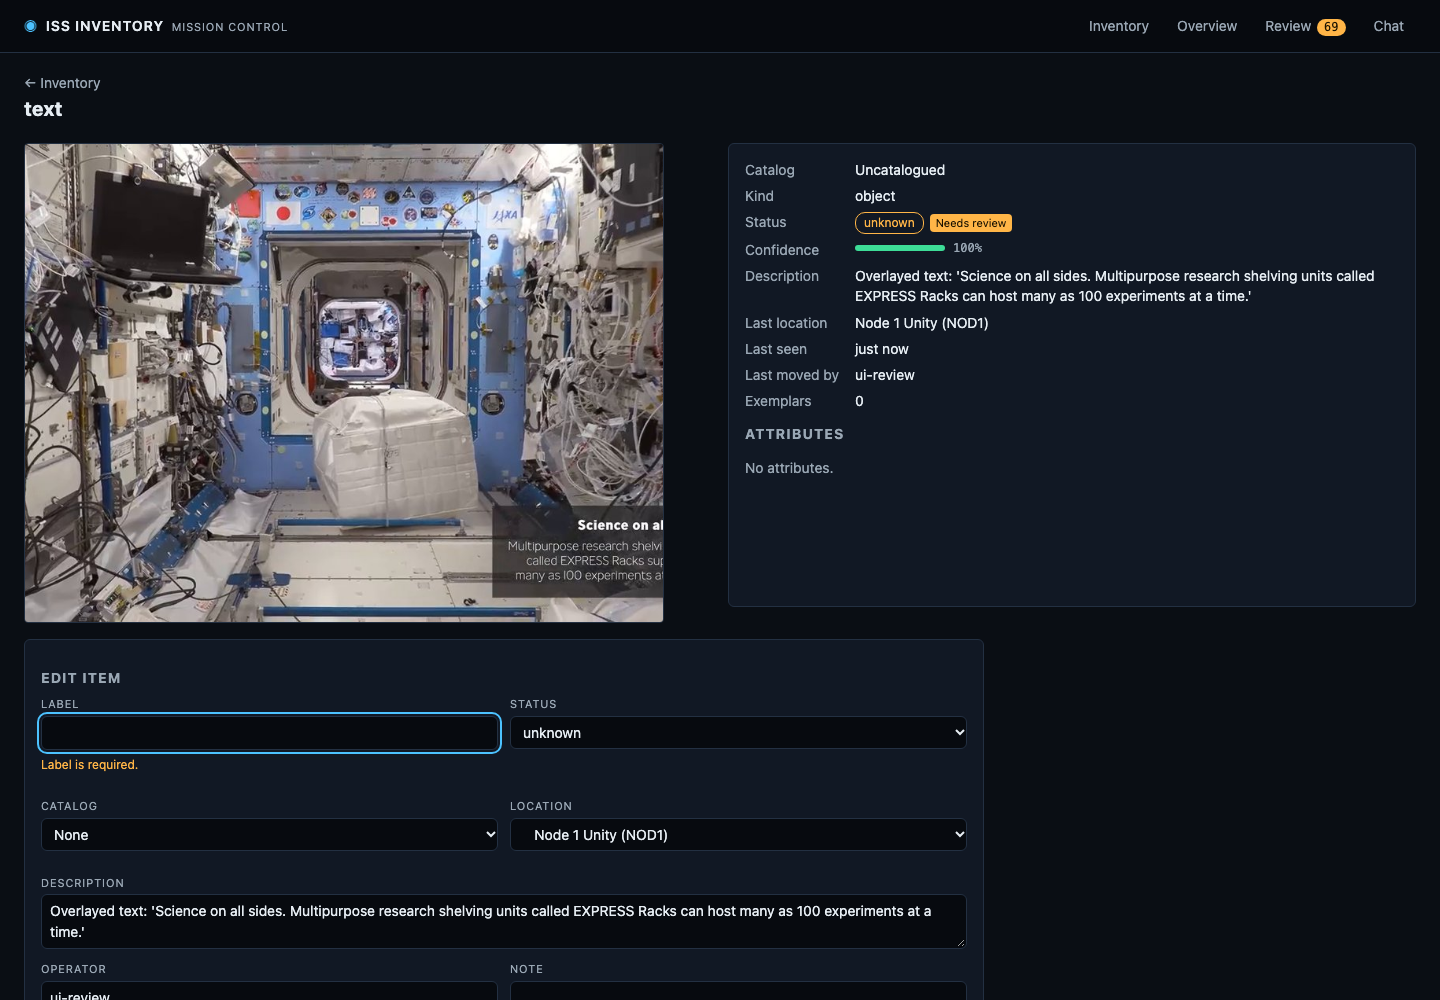 ISS INVENTORY MISSION CONTROL
Inventory Overview Review 69 Chat
← Inventory
text
Science on al
Multipurpose research shelvi
called EXPRESS Racks sup
many as 100 experiments at
Catalog Uncatalogued
Kind object
Status unknown Needs review
Confidence 100%
Description Overlayed text: 'Science on all sides. Multipurpose research shelving units called
EXPRESS Racks can host many as 100 experiments at a time.'
Last location Node 1 Unity (NOD1)
Last seen just now
Last moved by ui-review
Exemplars 0
ATTRIBUTES
No attributes.
EDIT ITEM
LABEL STATUS
unknown
Label is required.
CATALOG LOCATION
None Node 1 Unity (NOD1)
DESCRIPTION
Overlayed text: 'Science on all sides. Multipurpose research shelving units called EXPRESS Racks can host many as 100 experiments at a
time.'
OPERATOR NOTE
ui-review